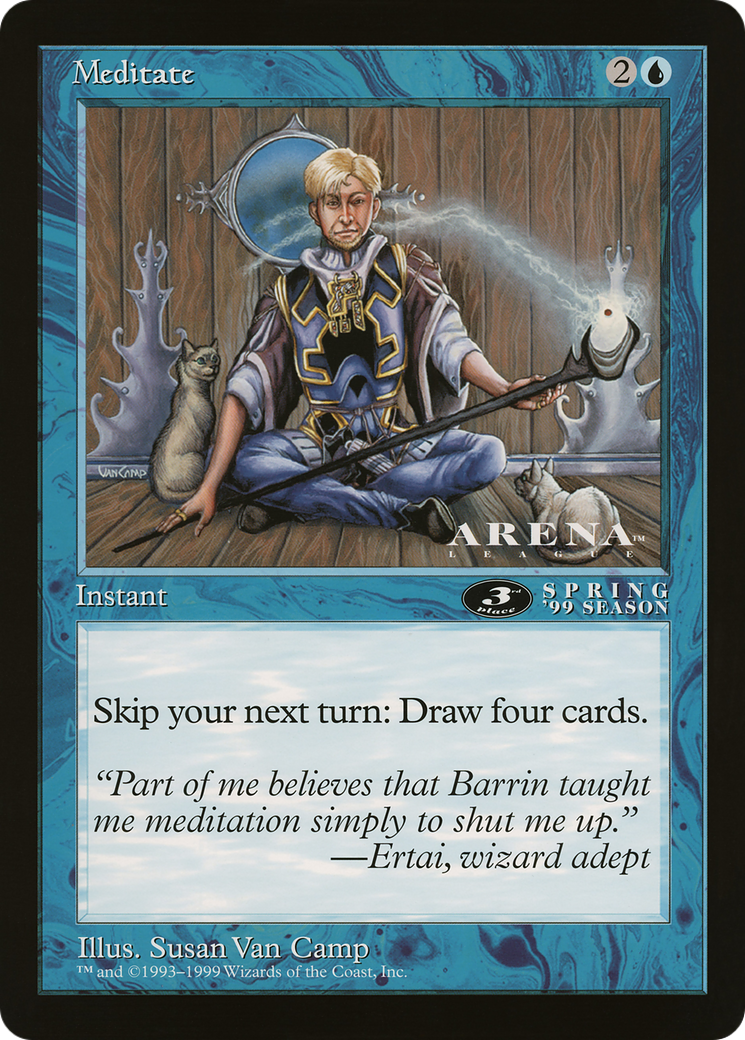 Meditate 2
VANCAMP
ARENA™
LEAGUE
Instant
3rd place
SPRING
'99 SEASON
Skip your next turn: Draw four cards.
“Part of me believes that Barrin taught
me meditation simply to shut me up.”
—Ertai, wizard adept
Illus. Susan Van Camp
™ and ©1993–1999 Wizards of the Coast, Inc.